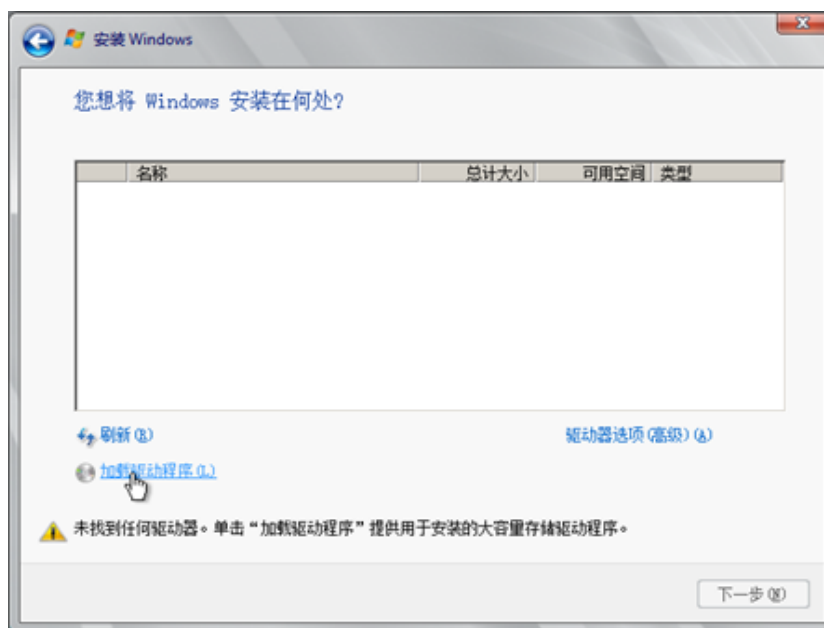 安装 Windows
您想将 Windows 安装在何处?
名称 总计大小 可用空间 类型
刷新(R) 驱动器选项(高级)(A)
加载驱动程序(L)
未找到任何驱动器。单击“加载驱动程序”提供用于安装的大容量存储驱动程序。
下一步(N)